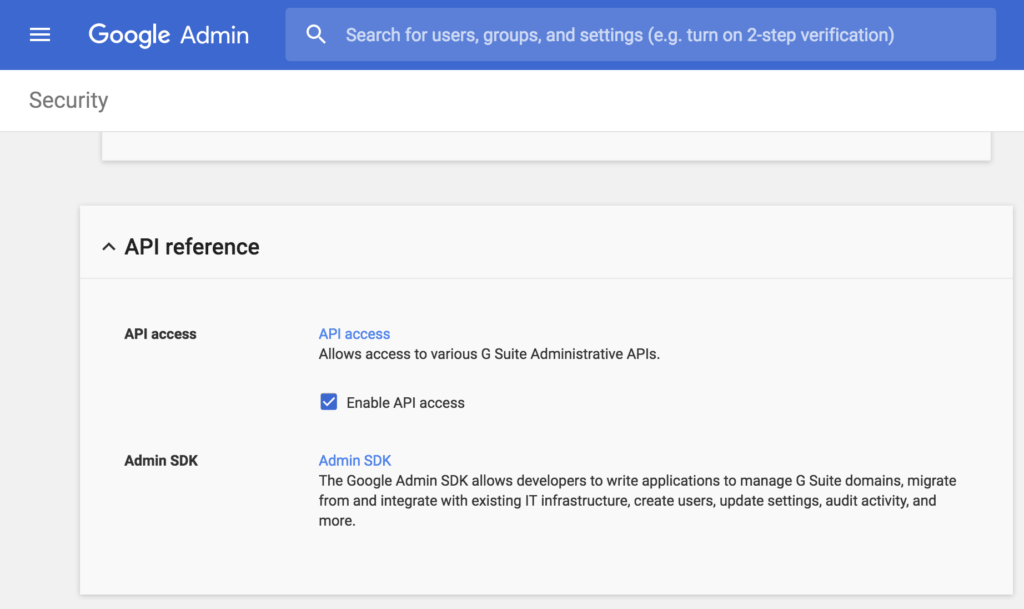 Google Admin
Search for users, groups, and settings (e.g. turn on 2-step verification)
Security
API reference
API access
API access
Allows access to various G Suite Administrative APIs.
Enable API access
Admin SDK
Admin SDK
The Google Admin SDK allows developers to write applications to manage G Suite domains, migrate
from and integrate with existing IT infrastructure, create users, update settings, audit activity, and
more.